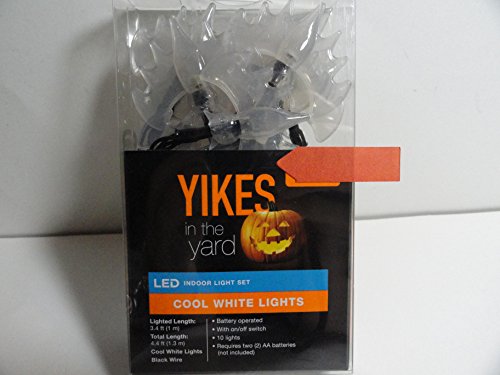 YIKES
in the
yard
LED INDOOR LIGHT SET
COOL WHITE LIGHTS
Lighted Length:
3.4 ft (1 m)
Total Length:
4.4 ft (1.3 m)
Cool White Lights
Black Wire
• Battery operated
• With on/off switch
• 10 lights
• Requires two (2) AA batteries
(not included)